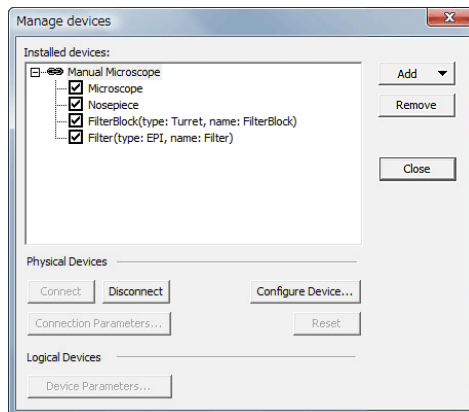 Manage devices
Installed devices:
Manual Microscope
Microscope
Nosepiece
FilterBlock(type: Turret, name: FilterBlock)
Filter(type: EPI, name: Filter)
Add
Remove
Close
Physical Devices
Connect
Disconnect
Configure Device...
Connection Parameters...
Reset
Logical Devices
Device Parameters...